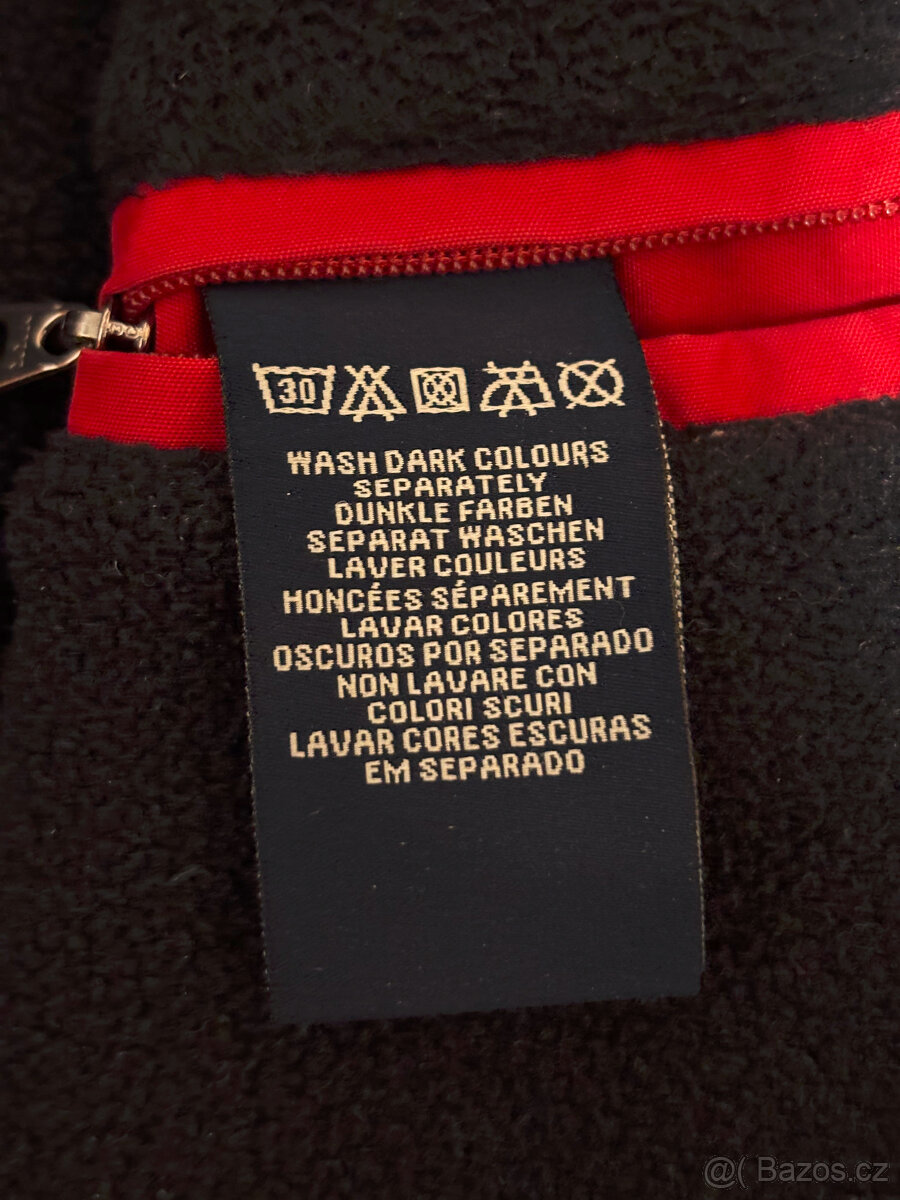 30
WASH DARK COLOURS
SEPARATELY
DUNKLE FARBEN
SEPARAT WASCHEN
LAVER COULEURS
HONCÉES SÉPAREMENT
LAVAR COLORES
OSCUROS POR SEPARADO
NON LAVARE CON
COLORI SCURI
LAVAR CORES ESCURAS
EM SEPARADO
@( Bazos.cz